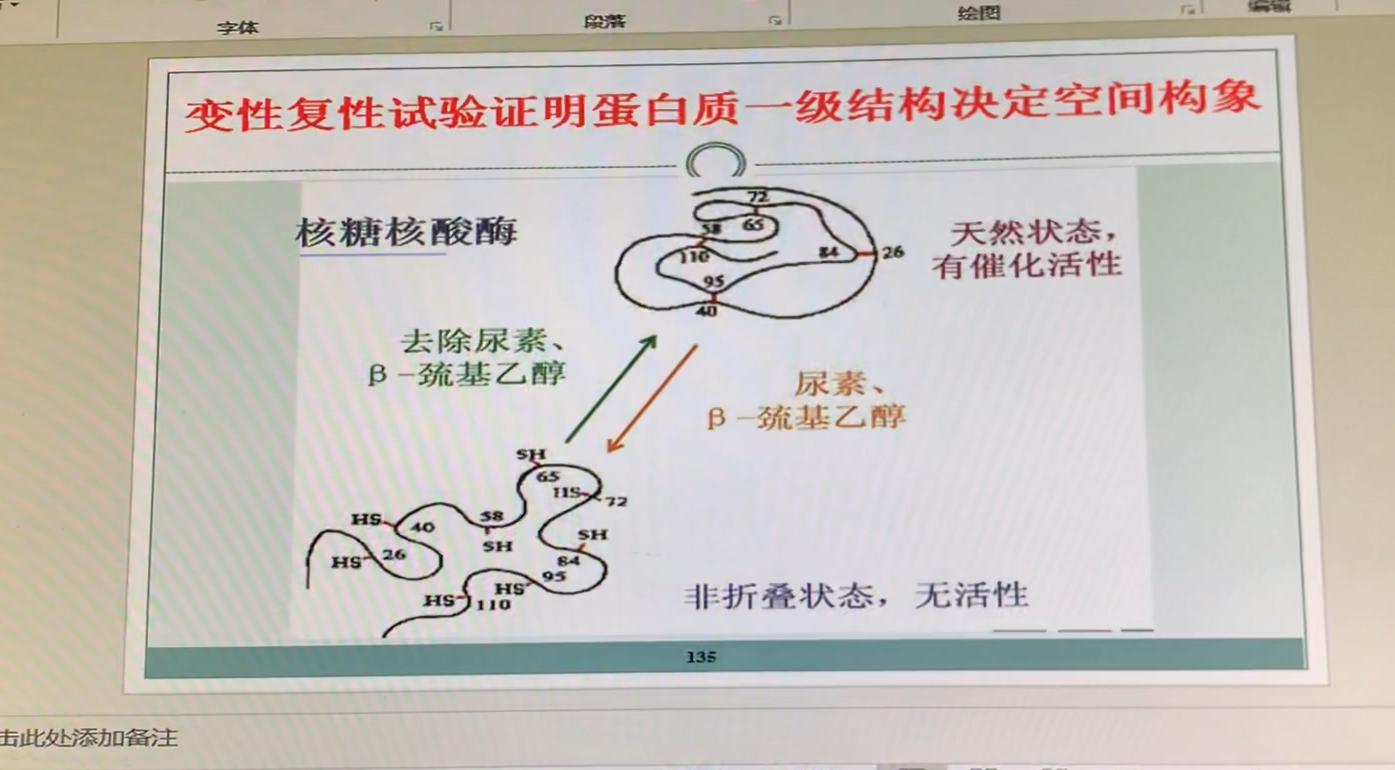 字体
段落
绘图
编辑
变性复性试验证明蛋白质一级结构决定空间构象
核糖核酸酶
72
65
58
110
84
26
95
40
天然状态,
有催化活性
去除尿素、
β-巯基乙醇
尿素、
β-巯基乙醇
SH
65
HS
72
HS
40
58
SH
SH
84
HS
26
95
HS
HS
110
非折叠状态, 无活性
135
击此处添加备注